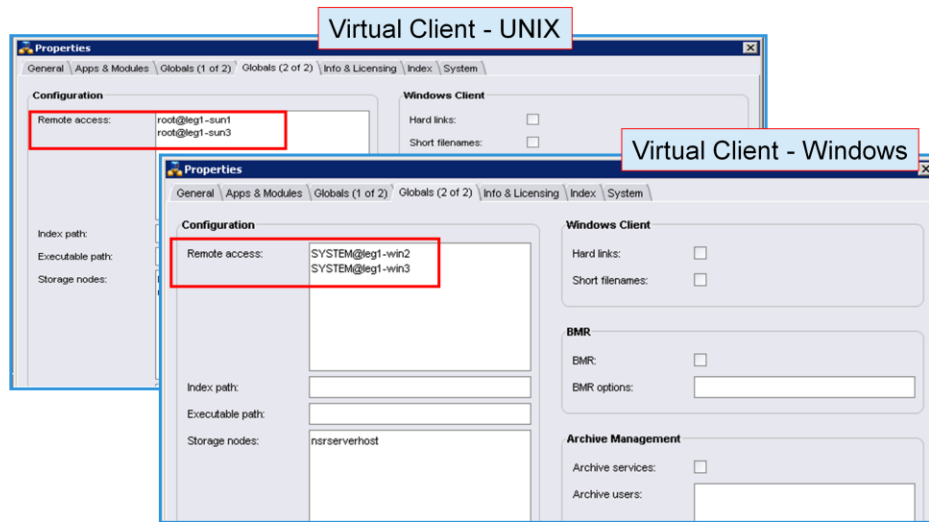 Virtual Client - UNIX
Properties
General Apps & Modules Globals (1 of 2) Globals (2 of 2) Info & Licensing Index System
Configuration
Remote access:
root@leg1-sun1
root@leg1-sun3
Index path:
Executable path:
Storage nodes:
Windows Client
Hard links:
Short filenames:
Virtual Client - Windows
Properties
General Apps & Modules Globals (1 of 2) Globals (2 of 2) Info & Licensing Index System
Configuration
Remote access:
SYSTEM@leg1-win2
SYSTEM@leg1-win3
Index path:
Executable path:
Storage nodes:
nsrserverhost
Windows Client
Hard links:
Short filenames:
BMR
BMR:
BMR options:
Archive Management
Archive services:
Archive users: